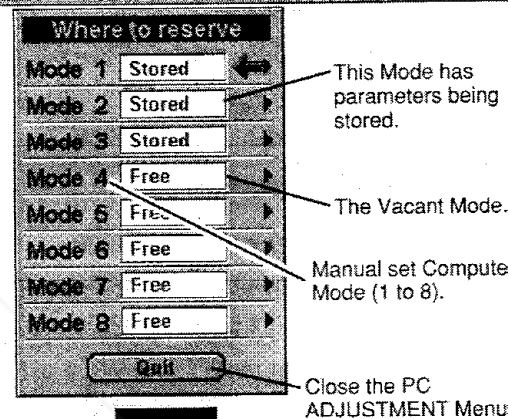 Where to reserve
Mode 1 Stored
Mode 2 Stored
Mode 3 Stored
Mode 4 Free
Mode 5 Free
Mode 6 Free
Mode 7 Free
Mode 8 Free
Quit
This Mode has
parameters being
stored.
The Vacant Mode.
Manual set Compute
Mode (1 to 8).
Close the PC
ADJUSTMENT Menu